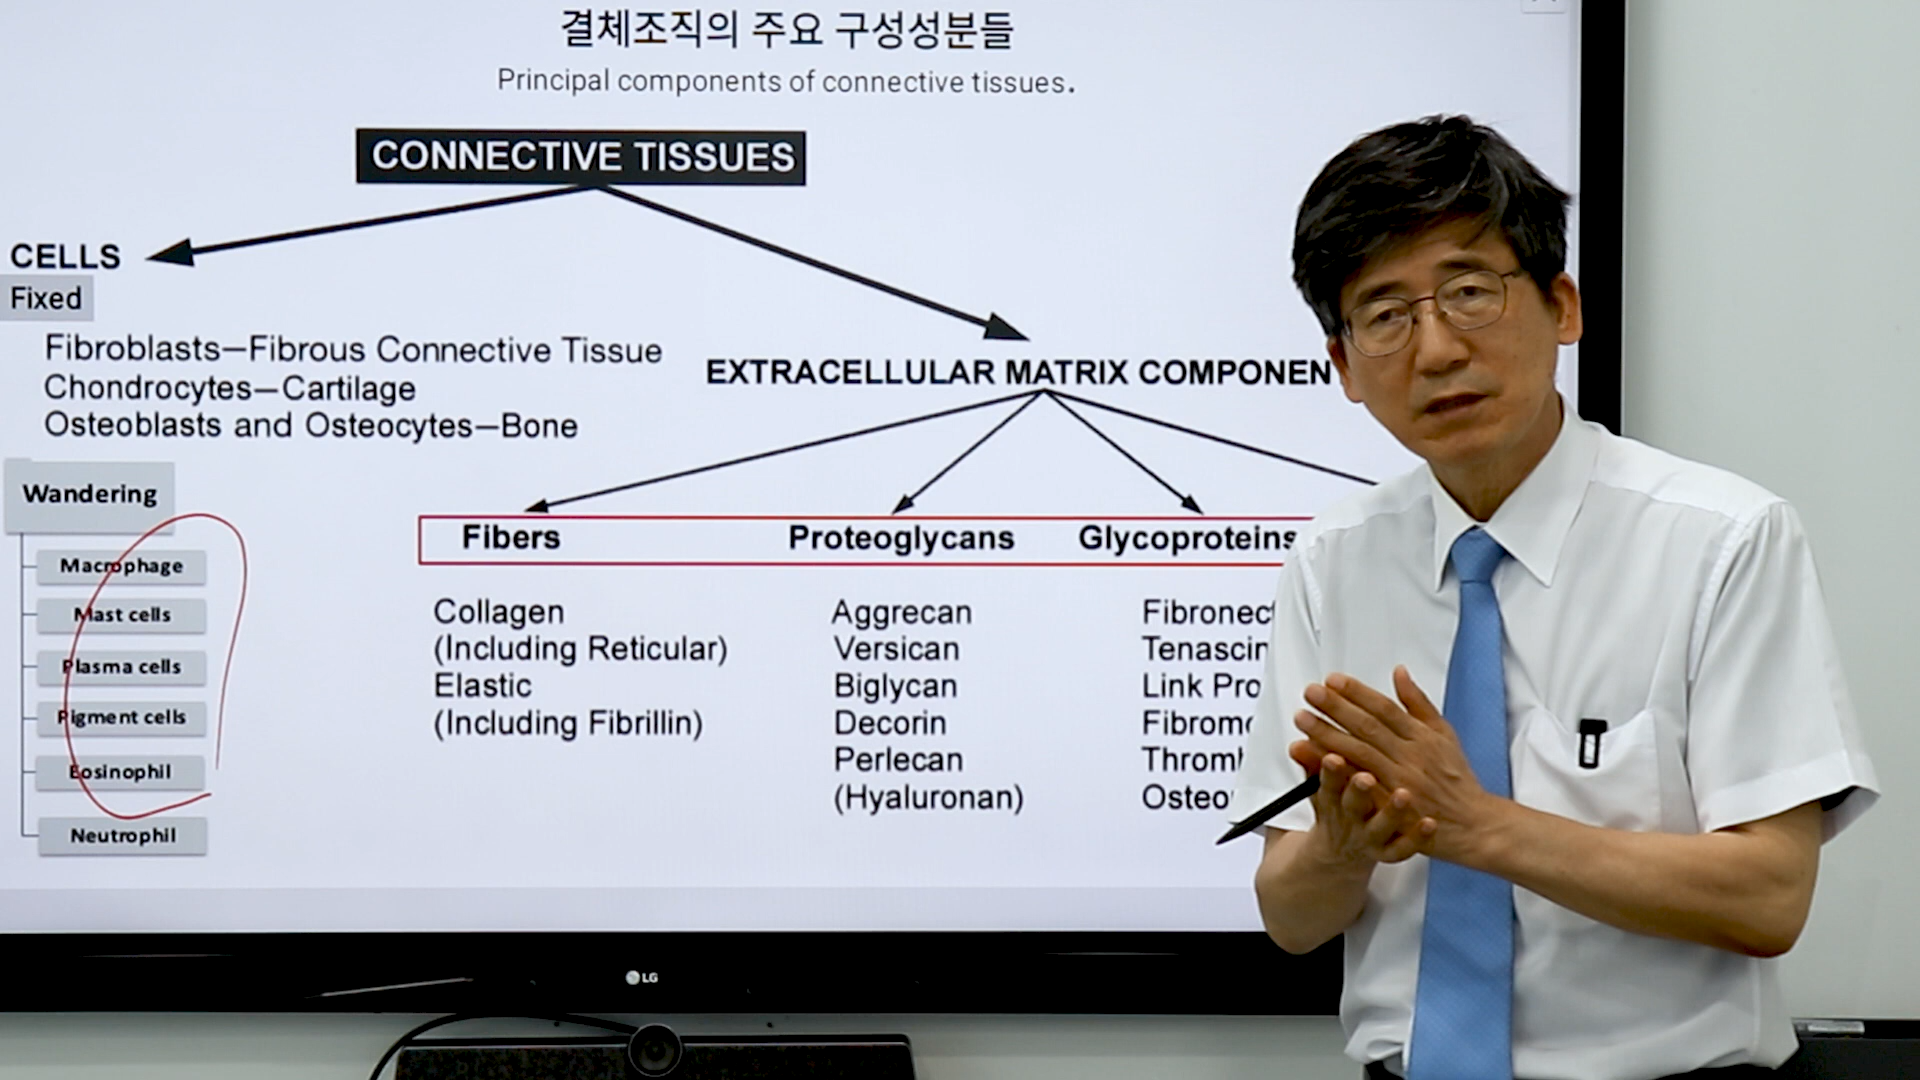 결체조직의 주요 구성성분들
Principal components of connective tissues.
CONNECTIVE TISSUES
CELLS
Fixed
Fibroblasts—Fibrous Connective Tissue
Chondrocytes—Cartilage
Osteoblasts and Osteocytes—Bone
EXTRACELLULAR MATRIX COMPONEN
Wandering
Macrophage
Mast cells
Plasma cells
Pigment cells
Eosinophil
Neutrophil
Fibers
Collagen
(Including Reticular)
Elastic
(Including Fibrillin)
Proteoglycans
Aggrecan
Versican
Biglycan
Decorin
Perlecan
(Hyaluronan)
Glycoproteins
Fibronect
Tenascin
Link Pro
Fibromo
Throm
Osteo
LG